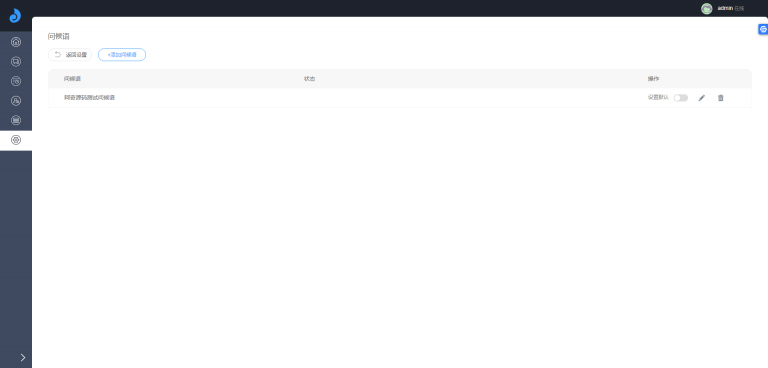 admin 在线
问候语
返回设置
+添加问候语
问候语 状态 操作
网奇源码测试问候语 设置默认